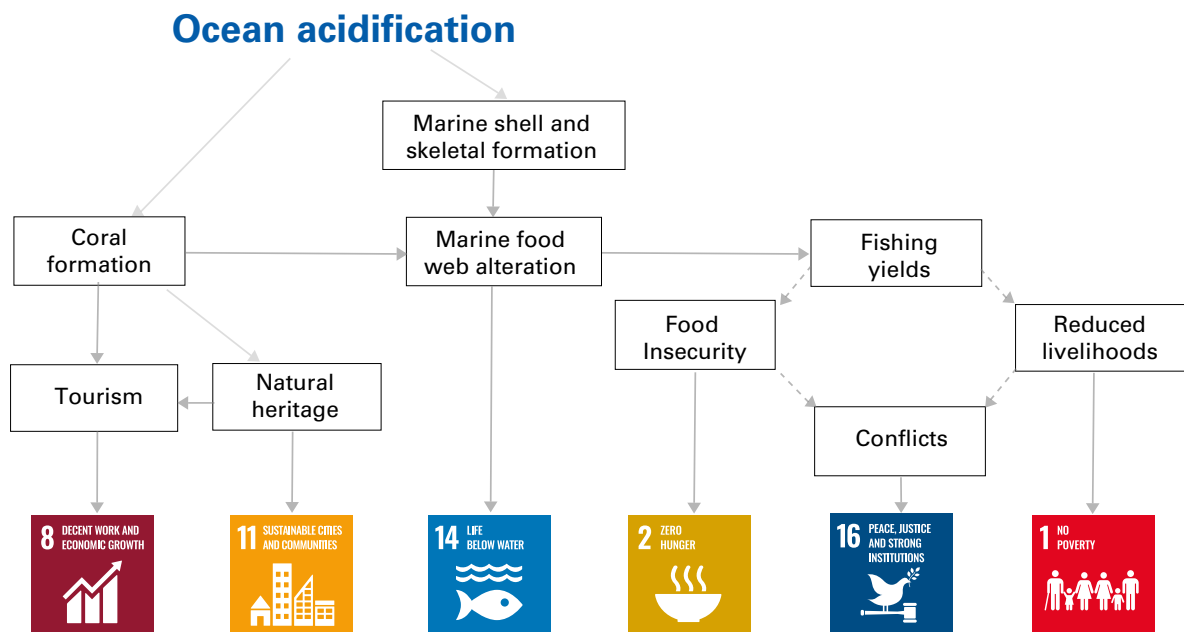 Ocean acidification
Marine shell and
skeletal formation
Coral
formation
Marine food
web alteration
Fishing
yields
Food
Insecurity
Reduced
livelihoods
Tourism
Natural
heritage
Conflicts
8 DECENT WORK AND
ECONOMIC GROWTH
11 SUSTAINABLE CITIES
AND COMMUNITIES
14 LIFE
BELOW WATER
2 ZERO
HUNGER
16 PEACE, JUSTICE
AND STRONG
INSTITUTIONS
1 NO
POVERTY